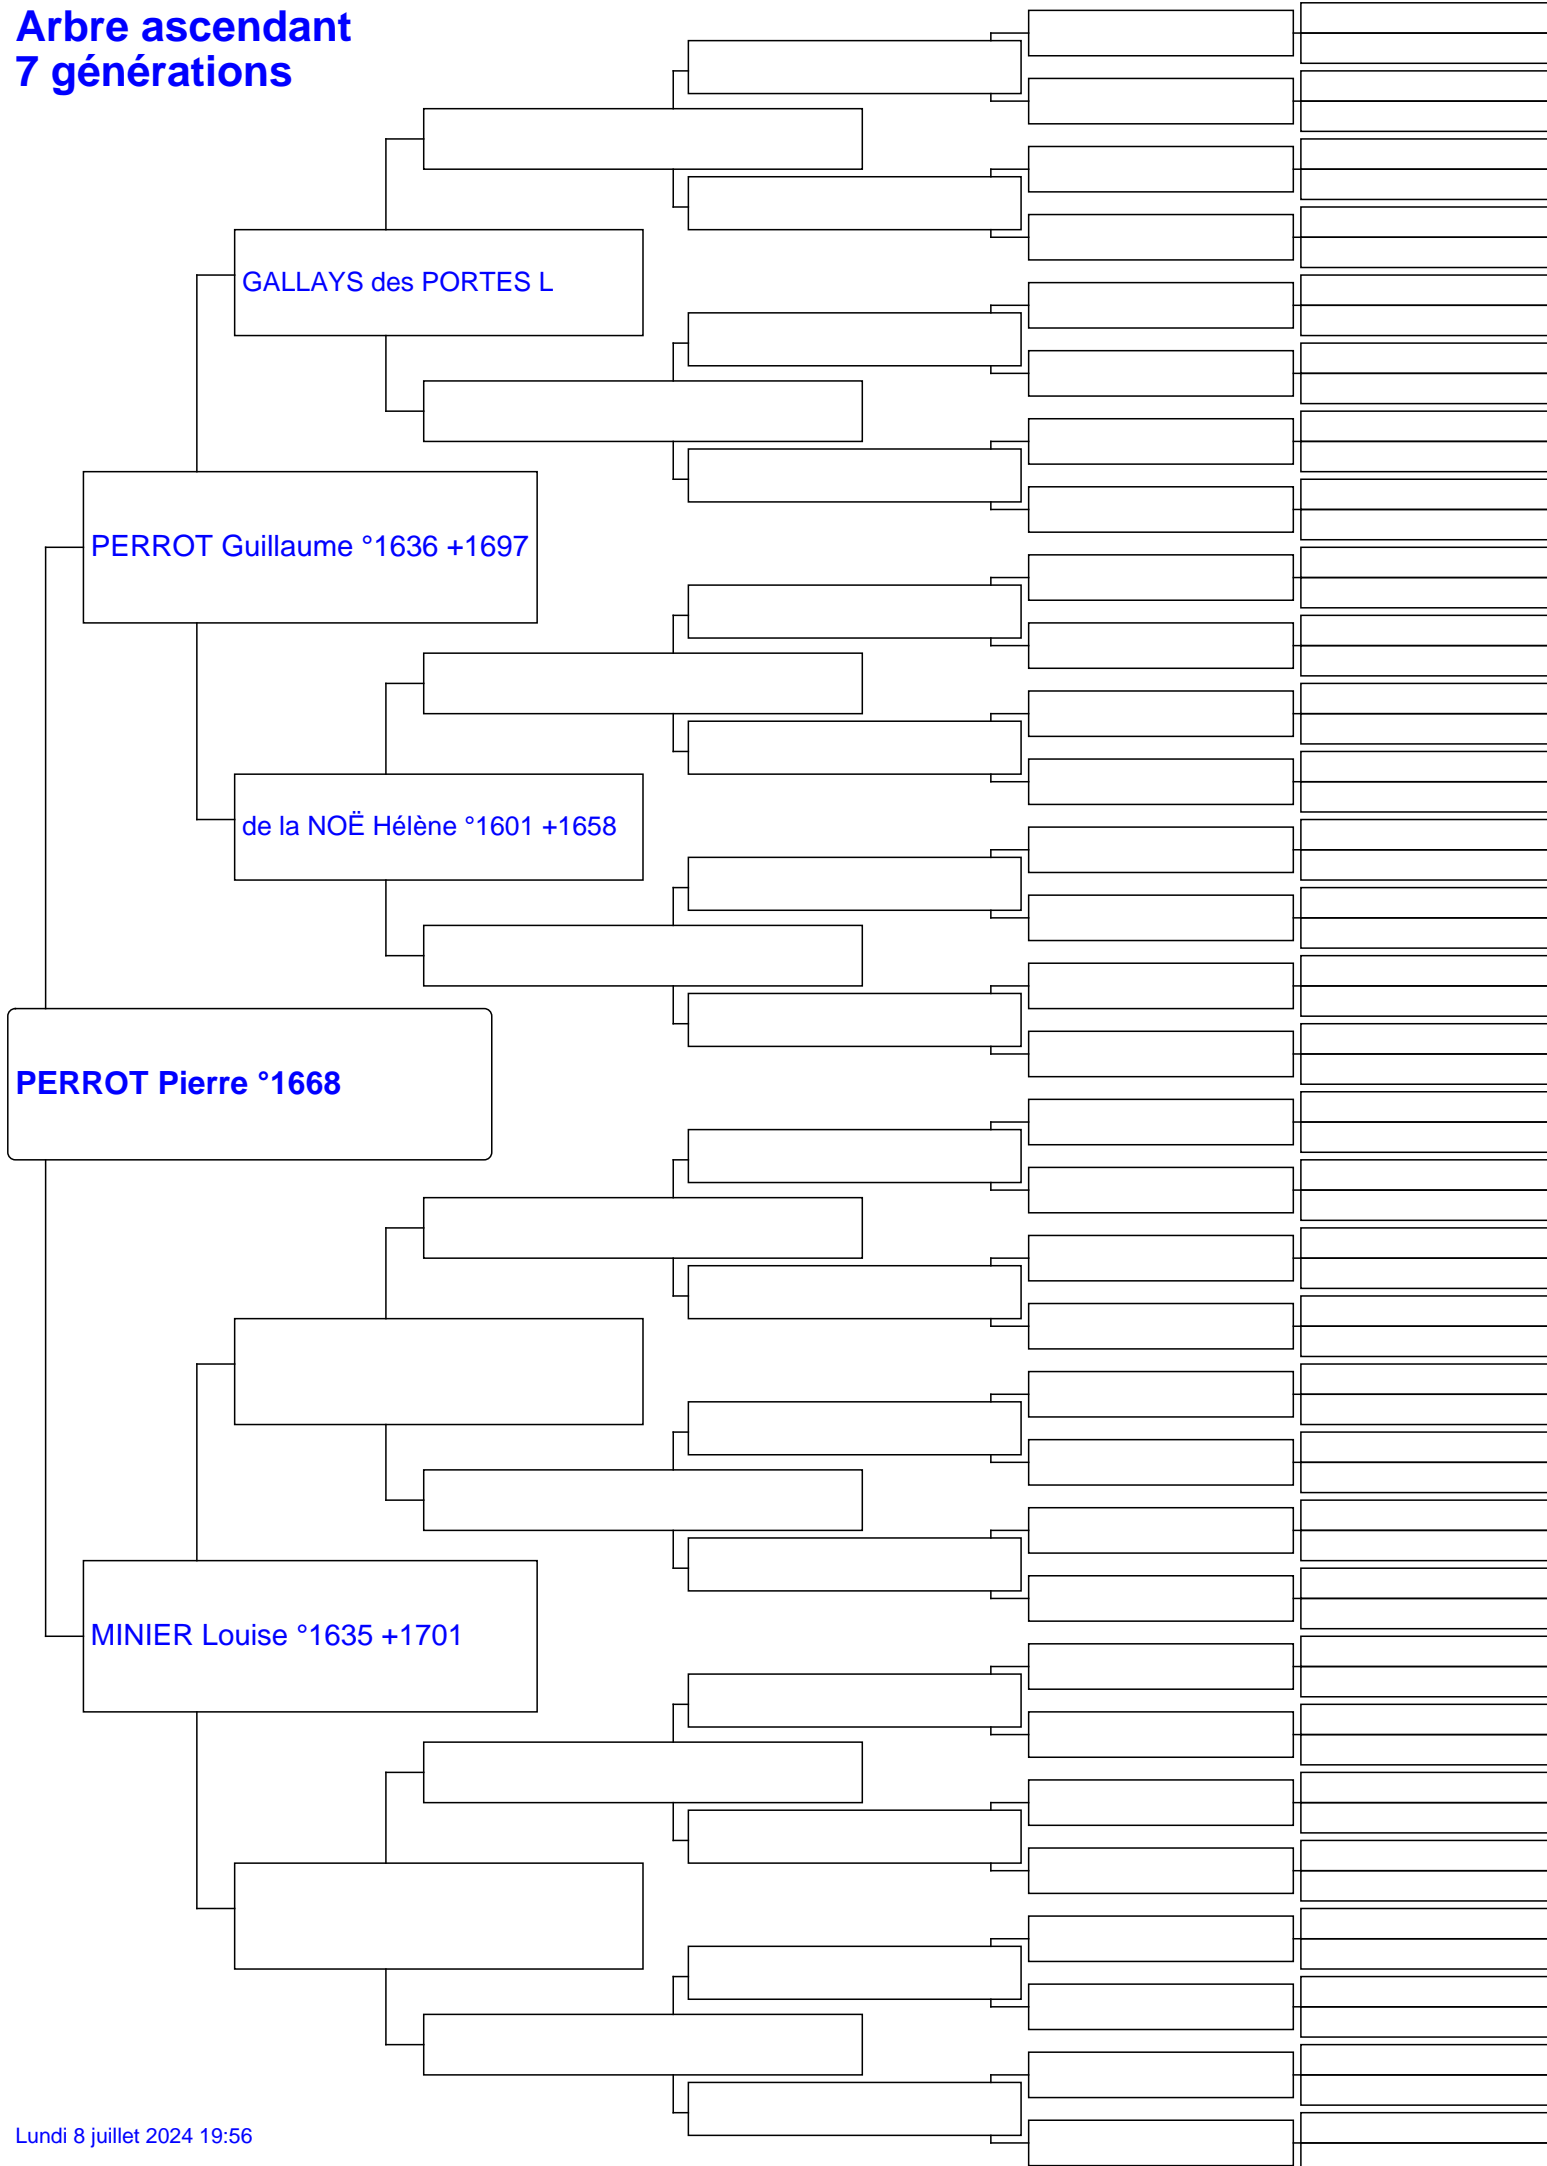 Arbre ascendant
7 générations
GALLAYS des PORTES L
PERROT Guillaume °1636 +1697
de la NOË Hélène °1601 +1658
PERROT Pierre °1668
MINIER Louise °1635 +1701
Lundi 8 juillet 2024 19:56